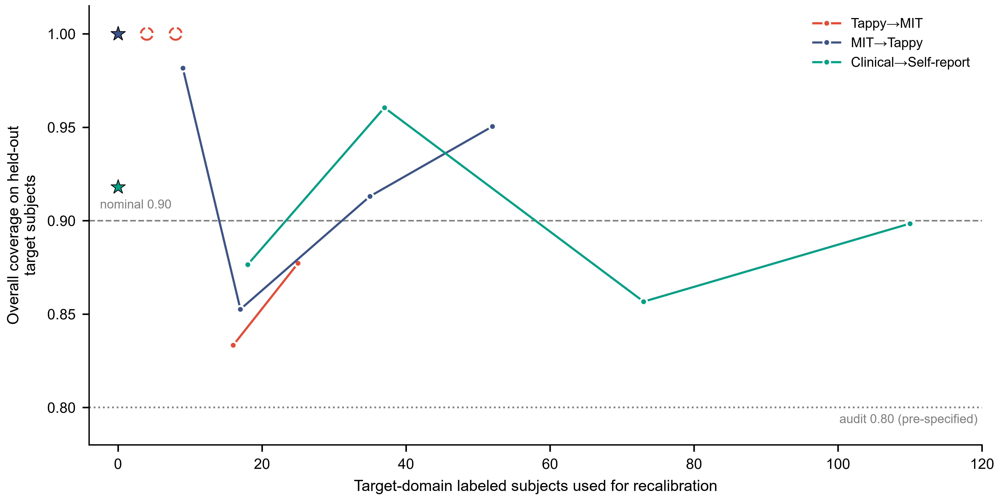 Tappy→MIT
MIT→Tappy
Clinical→Self-report
1.00
0.95
0.90
0.85
0.80
Overall coverage on held-out
target subjects
nominal 0.90
audit 0.80 (pre-specified)
0
20
40
60
80
100
120
Target-domain labeled subjects used for recalibration